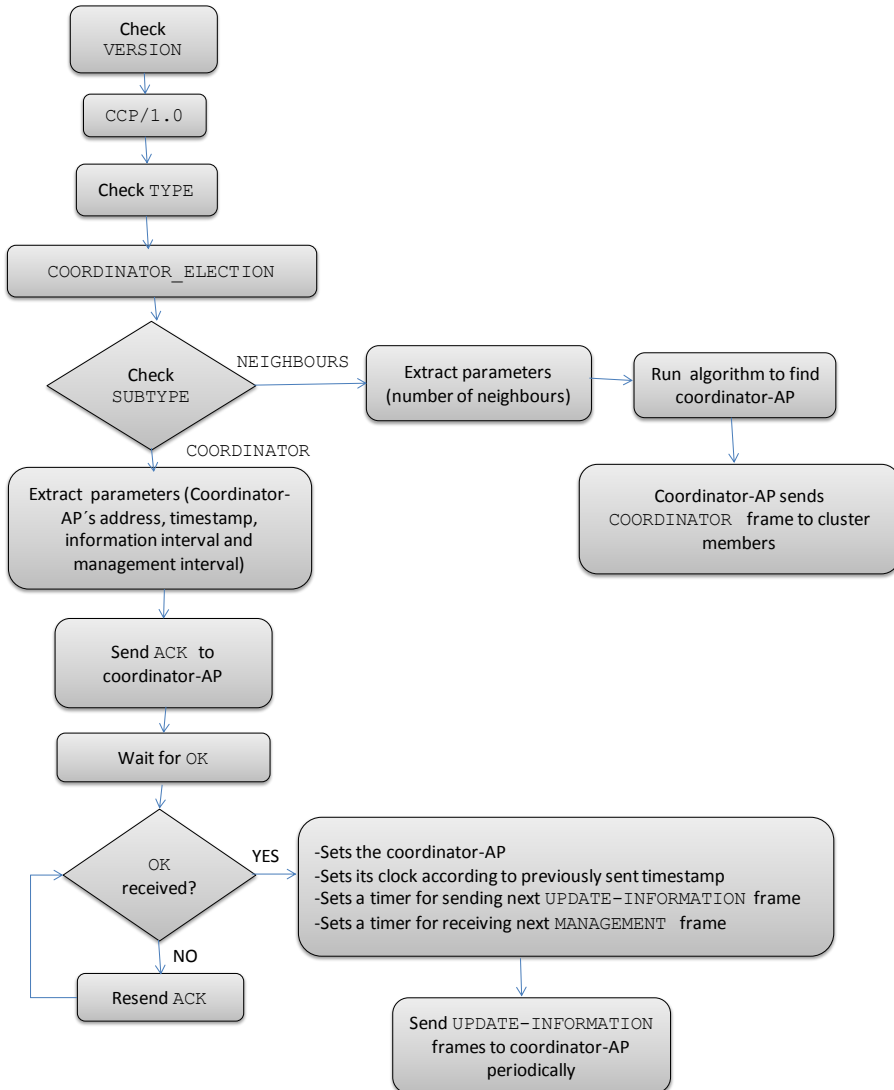 Check
VERSION
CCP/1.0
Check TYPE
COORDINATOR_ELECTION
Check
SUBTYPE
NEIGHBOURS
Extract parameters
(number of neighbours)
Run algorithm to find
coordinator-AP
Coordinator-AP sends
COORDINATOR frame to cluster
members
COORDINATOR
Extract parameters (Coordinator-
AP´s address, timestamp,
information interval and
management interval)
Send ACK to
coordinator-AP
Wait for OK
OK
received?
YES
-Sets the coordinator-AP
-Sets its clock according to previously sent timestamp
-Sets a timer for sending next UPDATE-INFORMATION frame
-Sets a timer for receiving next MANAGEMENT frame
NO
Resend ACK
Send UPDATE-INFORMATION
frames to coordinator-AP
periodically